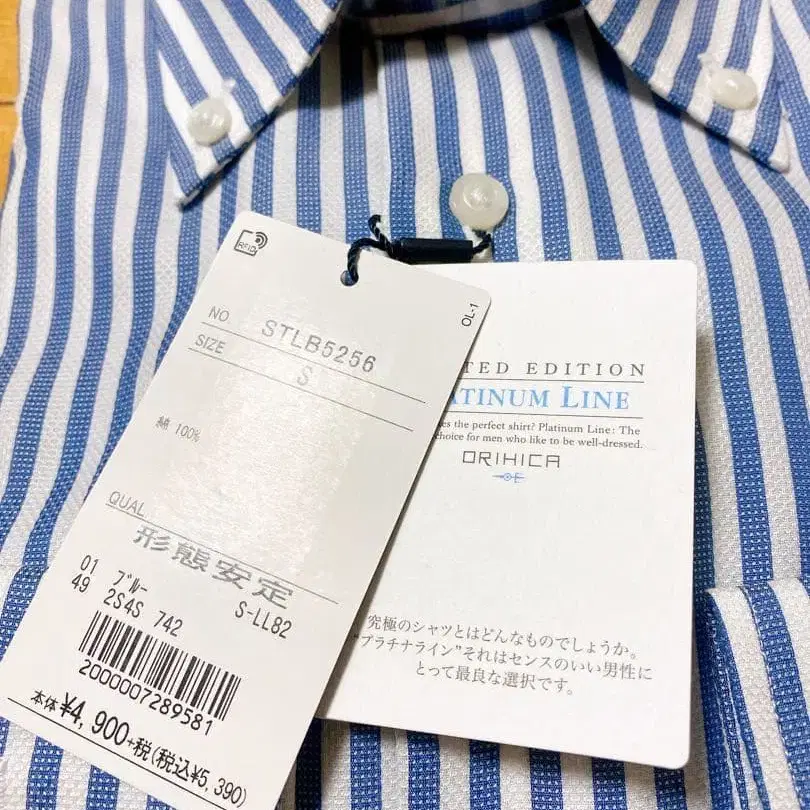 RFID
OL-1
NO. STLB5256
SIZE S
綿 100%
QUAL
形態安定
01 ブルー
49 2S4S 742 S-LL82
2000007289581
本体¥4,900+税(税込¥5,390)
TED EDITION
ATINUM LINE
es the perfect shirt? Platinum Line: The
choice for men who like to be well-dressed.
ORIHICA
究極のシャツとはどんなものでしょうか。
"プラチナライン"それはセンスのいい男性に
とって最良な選択です。